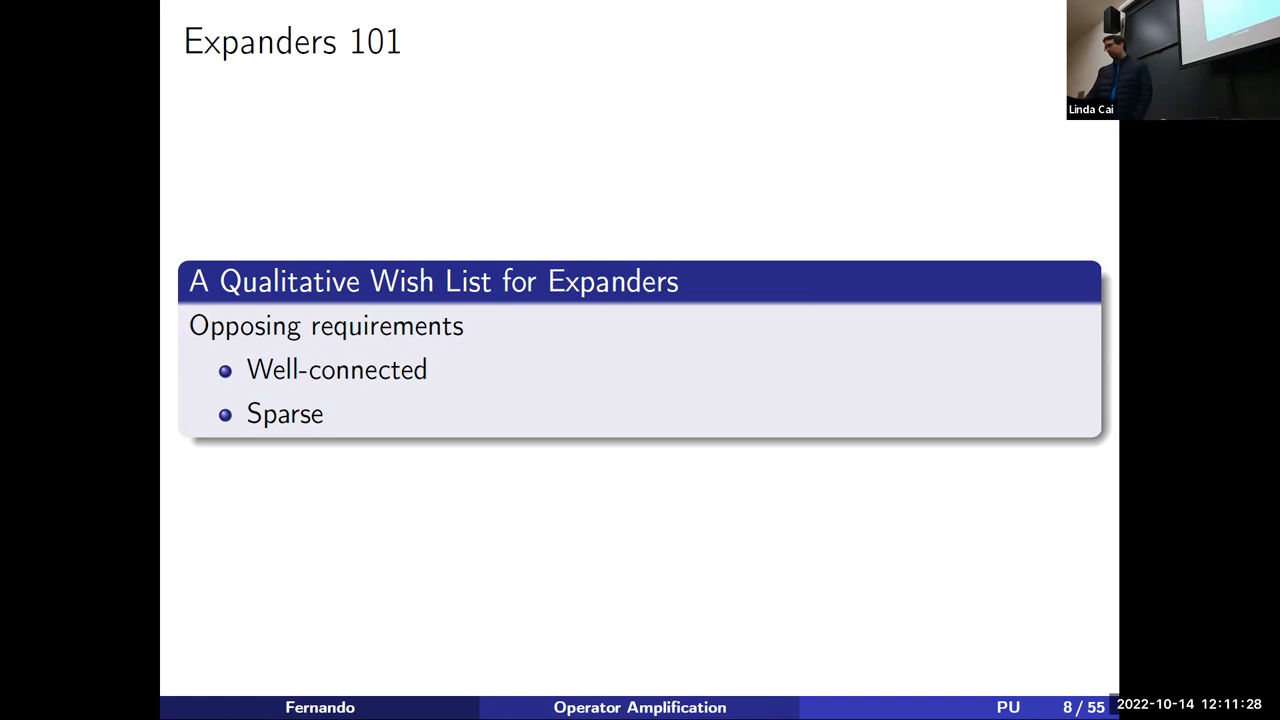 Expanders 101
Linda Cai
A Qualitative Wish List for Expanders
Opposing requirements
Well-connected
Sparse
Fernando
Operator Amplification
PU
8 / 55
2022-10-14 12:11:28